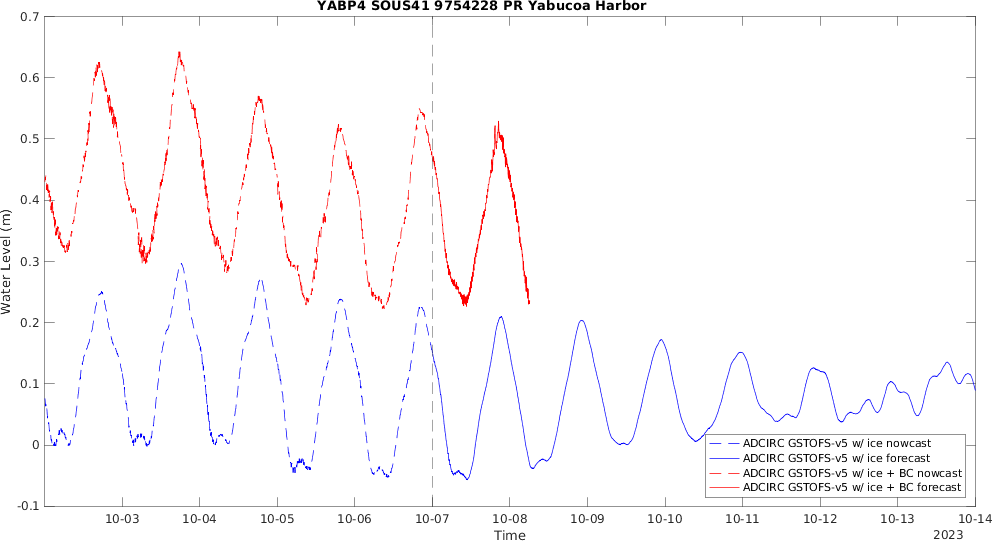 YABP4 SOUS41 9754228 PR Yabucoa Harbor
0.7
0.6
0.5
0.4
0.3
0.2
0.1
0
-0.1
Water Level (m)
10-03 10-04 10-05 10-06 10-07 10-08 10-09 10-10 10-11 10-12 10-13 10-14
Time
2023
ADCIRC GSTOFS-v5 w/ ice nowcast
ADCIRC GSTOFS-v5 w/ ice forecast
ADCIRC GSTOFS-v5 w/ ice + BC nowcast
ADCIRC GSTOFS-v5 w/ ice + BC forecast